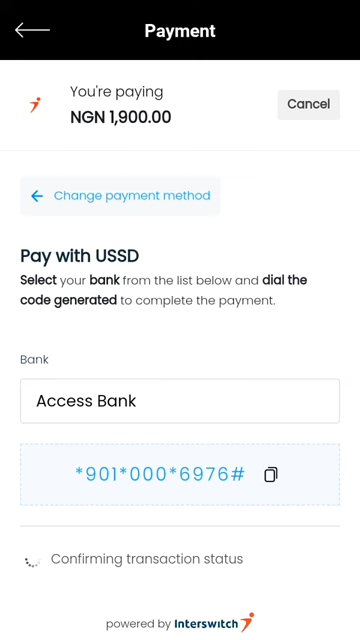 Payment
You're paying
NGN 1,900.00
Cancel
Change payment method
Pay with USSD
Select your bank from the list below and dial the
code generated to complete the payment.
Bank
Access Bank
*901*000*6976#
Confirming transaction status
powered by Interswitch